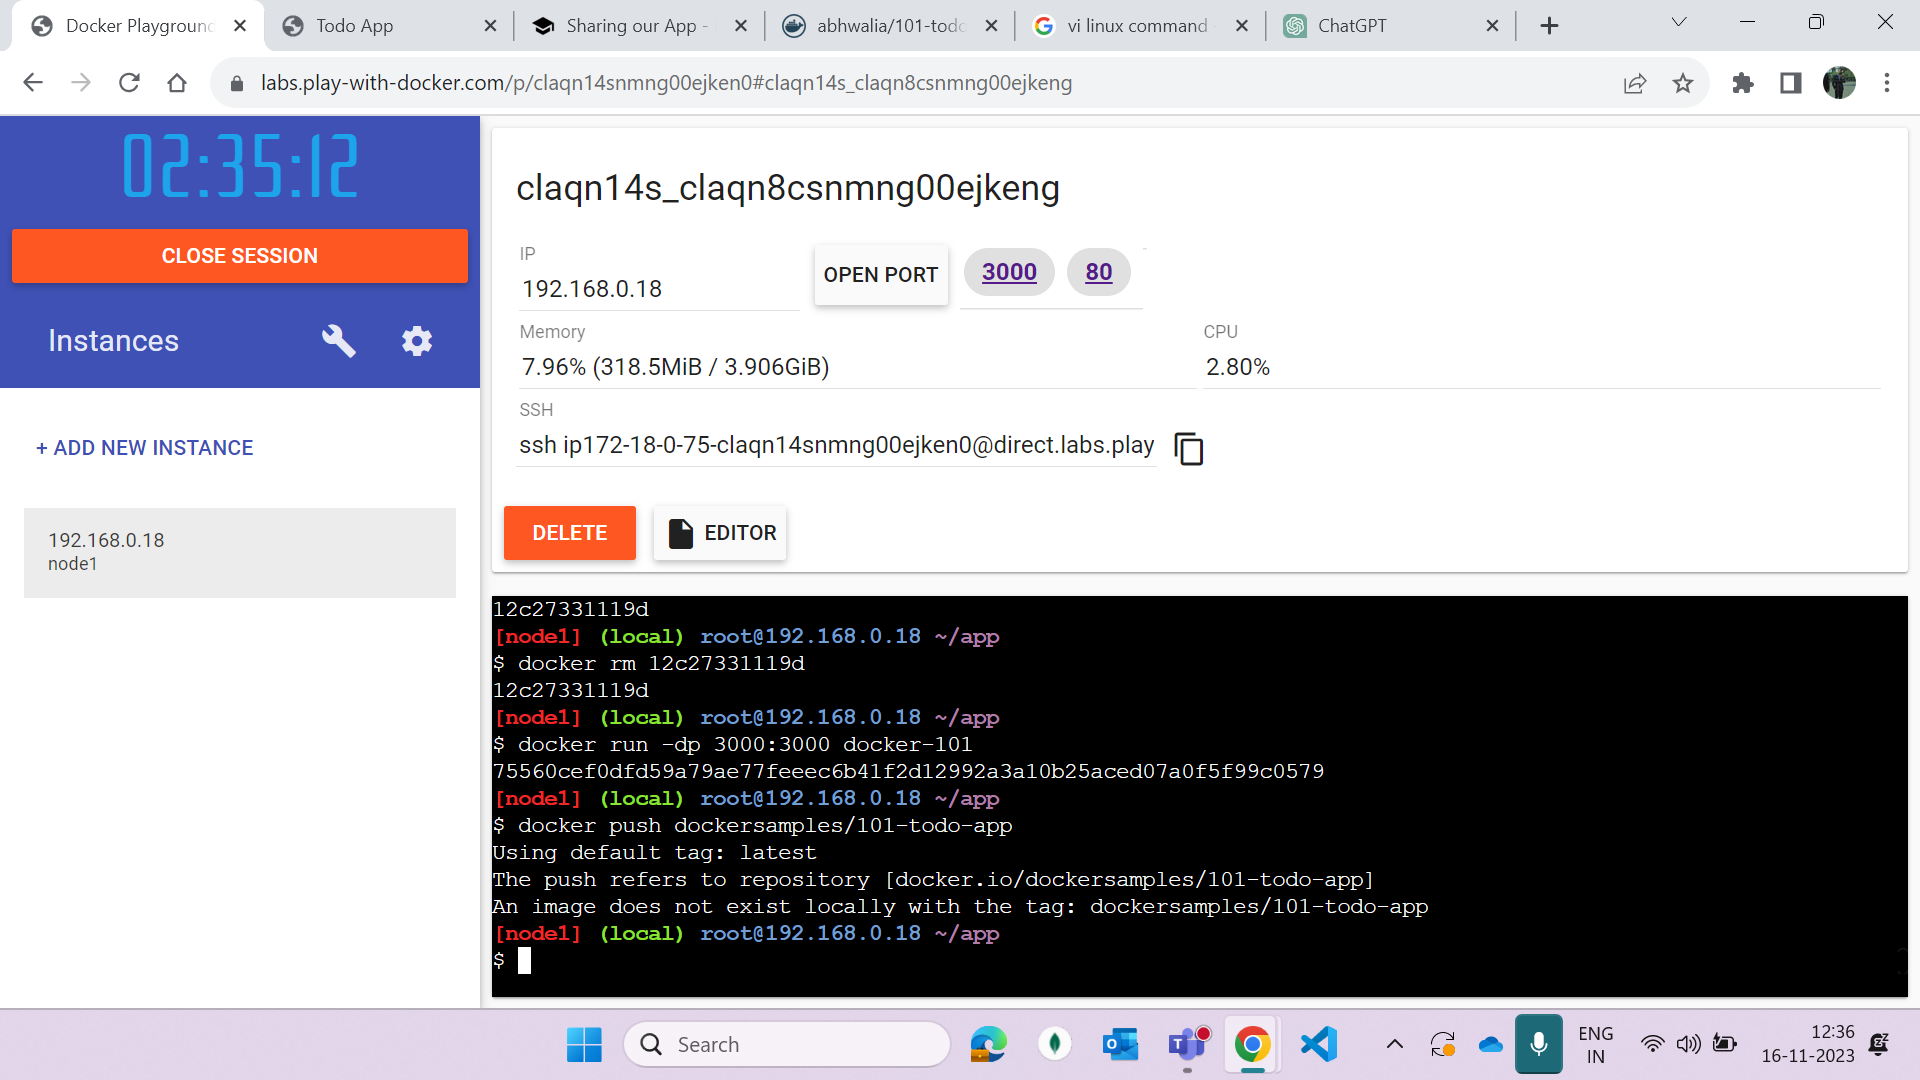 Docker Playground
Todo App
Sharing our App -
abhwalia/101-todo
vi linux command
ChatGPT
labs.play-with-docker.com/p/claqn14snmng00ejken0#claqn14s_claqn8csnmng00ejkeng
02:35:12
CLOSE SESSION
Instances
+ ADD NEW INSTANCE
192.168.0.18
node1
claqn14s_claqn8csnmng00ejkeng
IP
192.168.0.18
OPEN PORT
3000
80
Memory
7.96% (318.5MiB / 3.906GiB)
CPU
2.80%
SSH
ssh ip172-18-0-75-claqn14snmng00ejken0@direct.labs.play
DELETE
EDITOR
12c27331119d
[node1] (local) root@192.168.0.18 ~/app
$ docker rm 12c27331119d
12c27331119d
[node1] (local) root@192.168.0.18 ~/app
$ docker run -dp 3000:3000 docker-101
75560cef0dfd59a79ae77feeec6b41f2d12992a3a10b25aced07a0f5f99c0579
[node1] (local) root@192.168.0.18 ~/app
$ docker push dockersamples/101-todo-app
Using default tag: latest
The push refers to repository [docker.io/dockersamples/101-todo-app]
An image does not exist locally with the tag: dockersamples/101-todo-app
[node1] (local) root@192.168.0.18 ~/app
$
Search
ENG
IN
12:36
16-11-2023